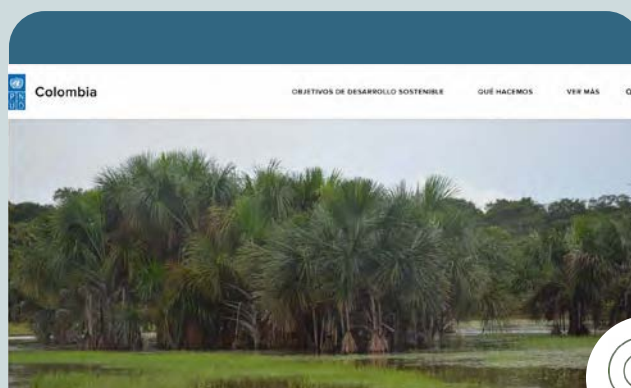 PNUD
Colombia
OBJETIVOS DE DESARROLLO SOSTENIBLE
QUÉ HACEMOS
VER MÁS